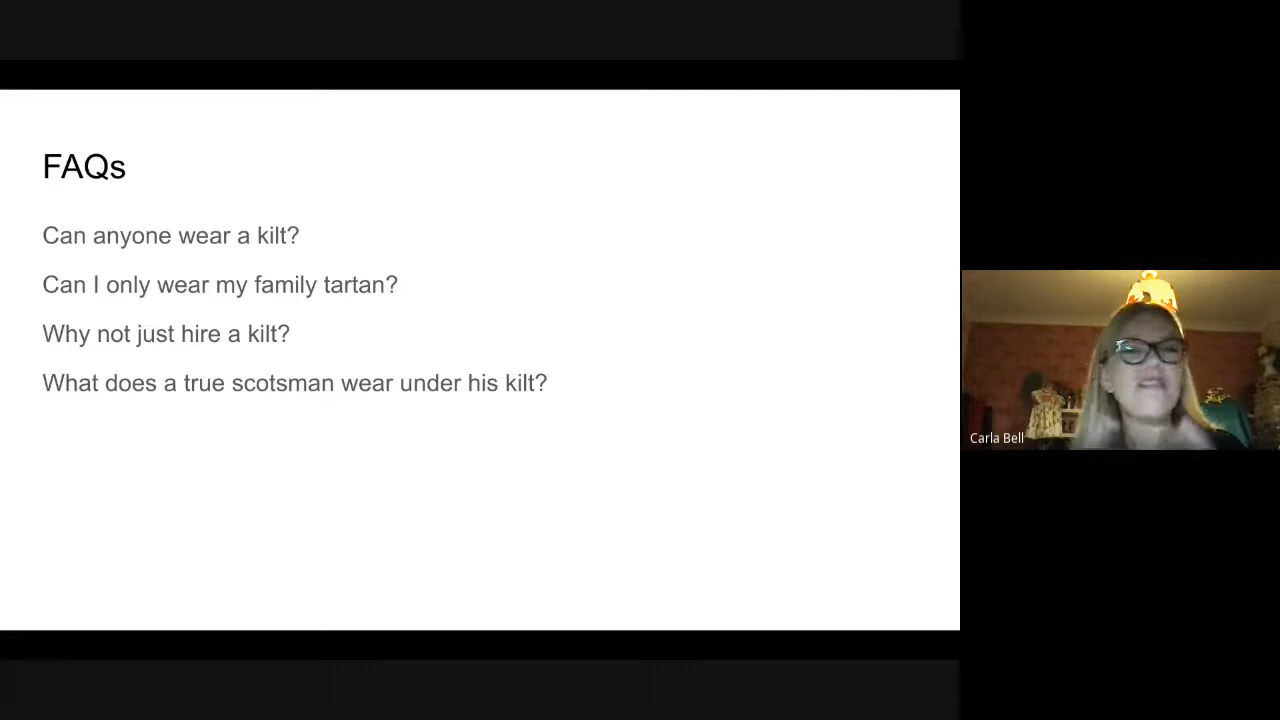 FAQs
Can anyone wear a kilt?
Can I only wear my family tartan?
Why not just hire a kilt?
What does a true scotsman wear under his kilt?
Carla Bell